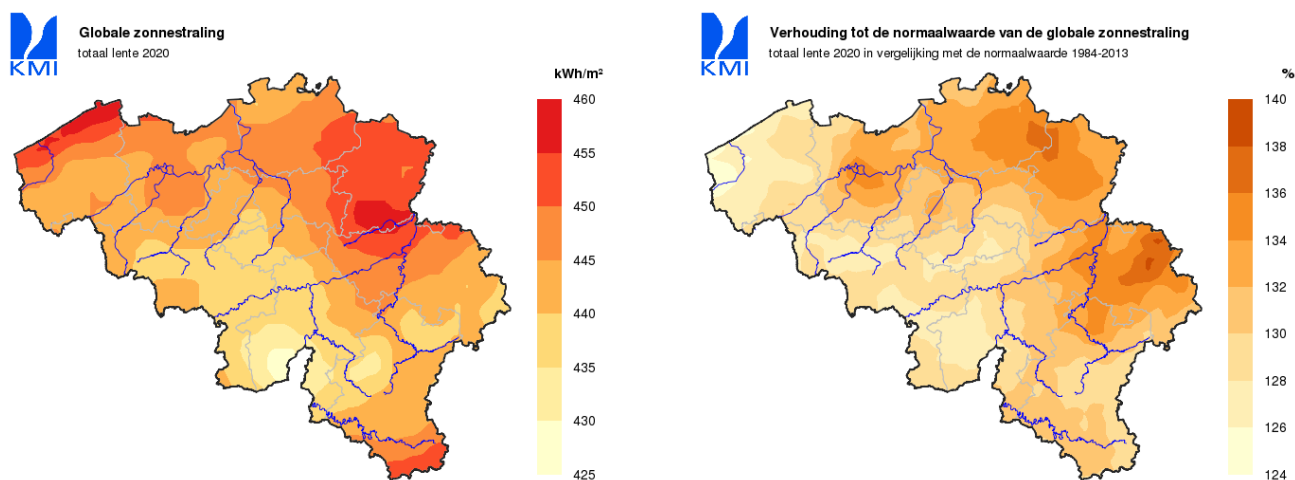 KMI
Globale zonnestraling
totaal lente 2020
kWh/m²
460
455
450
445
440
435
430
425
KMI
Verhouding tot de normaalwaarde van de globale zonnestraling
totaal lente 2020 in vergelijking met de normaalwaarde 1984-2013
%
140
138
136
134
132
130
128
126
124